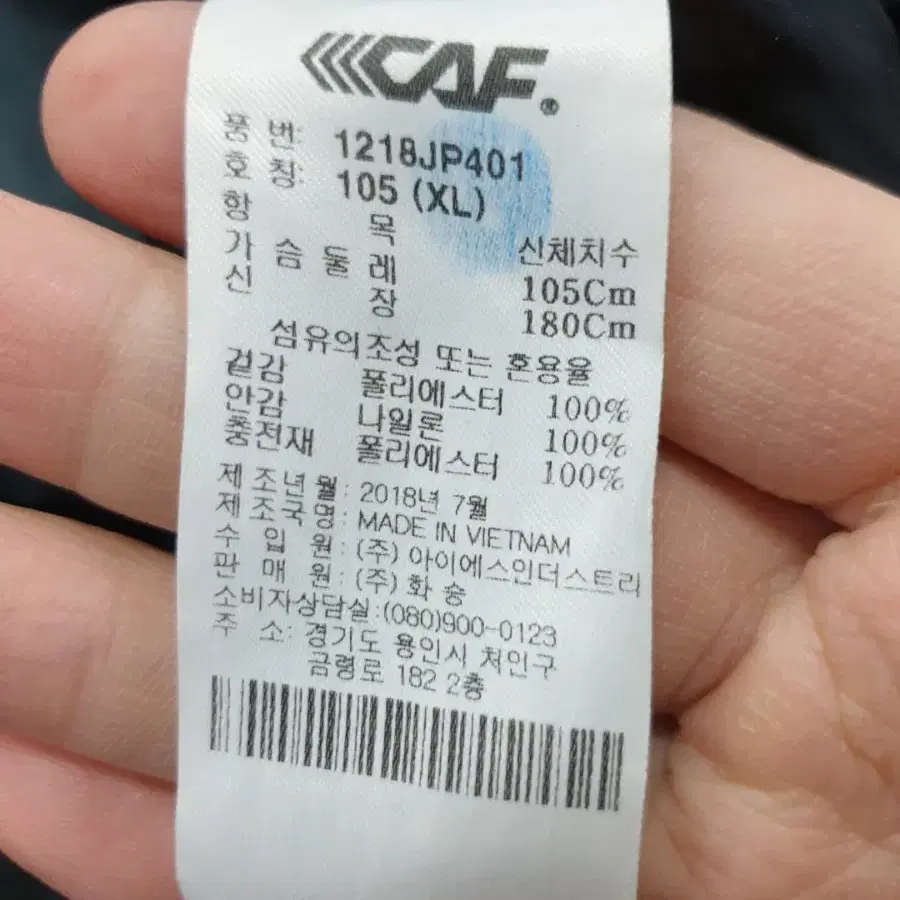 CAF®
품 번: 1218JP401
호 칭: 105 (XL)
항 목 신체치수
가 슴 둘 레 105Cm
신 장 180Cm
섬유의조성 또는 혼용율
겉감 폴리에스터 100%
안감 나일론 100%
충전재 폴리에스터 100%
제 조 년 월 : 2018년 7월
제 조 국 명 : MADE IN VIETNAM
수 입 원 : (주) 아이에스인더스트리
판 매 원 : (주) 화 승
소비자상담실:(080)900-0123
주 소: 경기도 용인시 처인구
금령로 182 2층